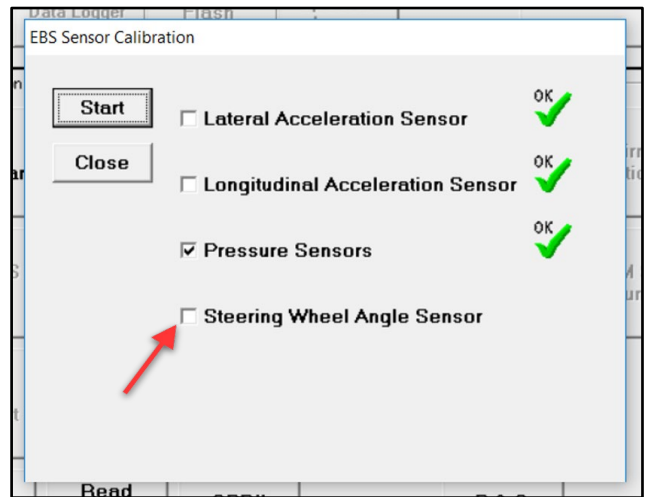 Data Logger
Flash
EBS Sensor Calibration
Start
Lateral Acceleration Sensor
OK
Close
Longitudinal Acceleration Sensor
OK
Pressure Sensors
OK
Steering Wheel Angle Sensor
Read